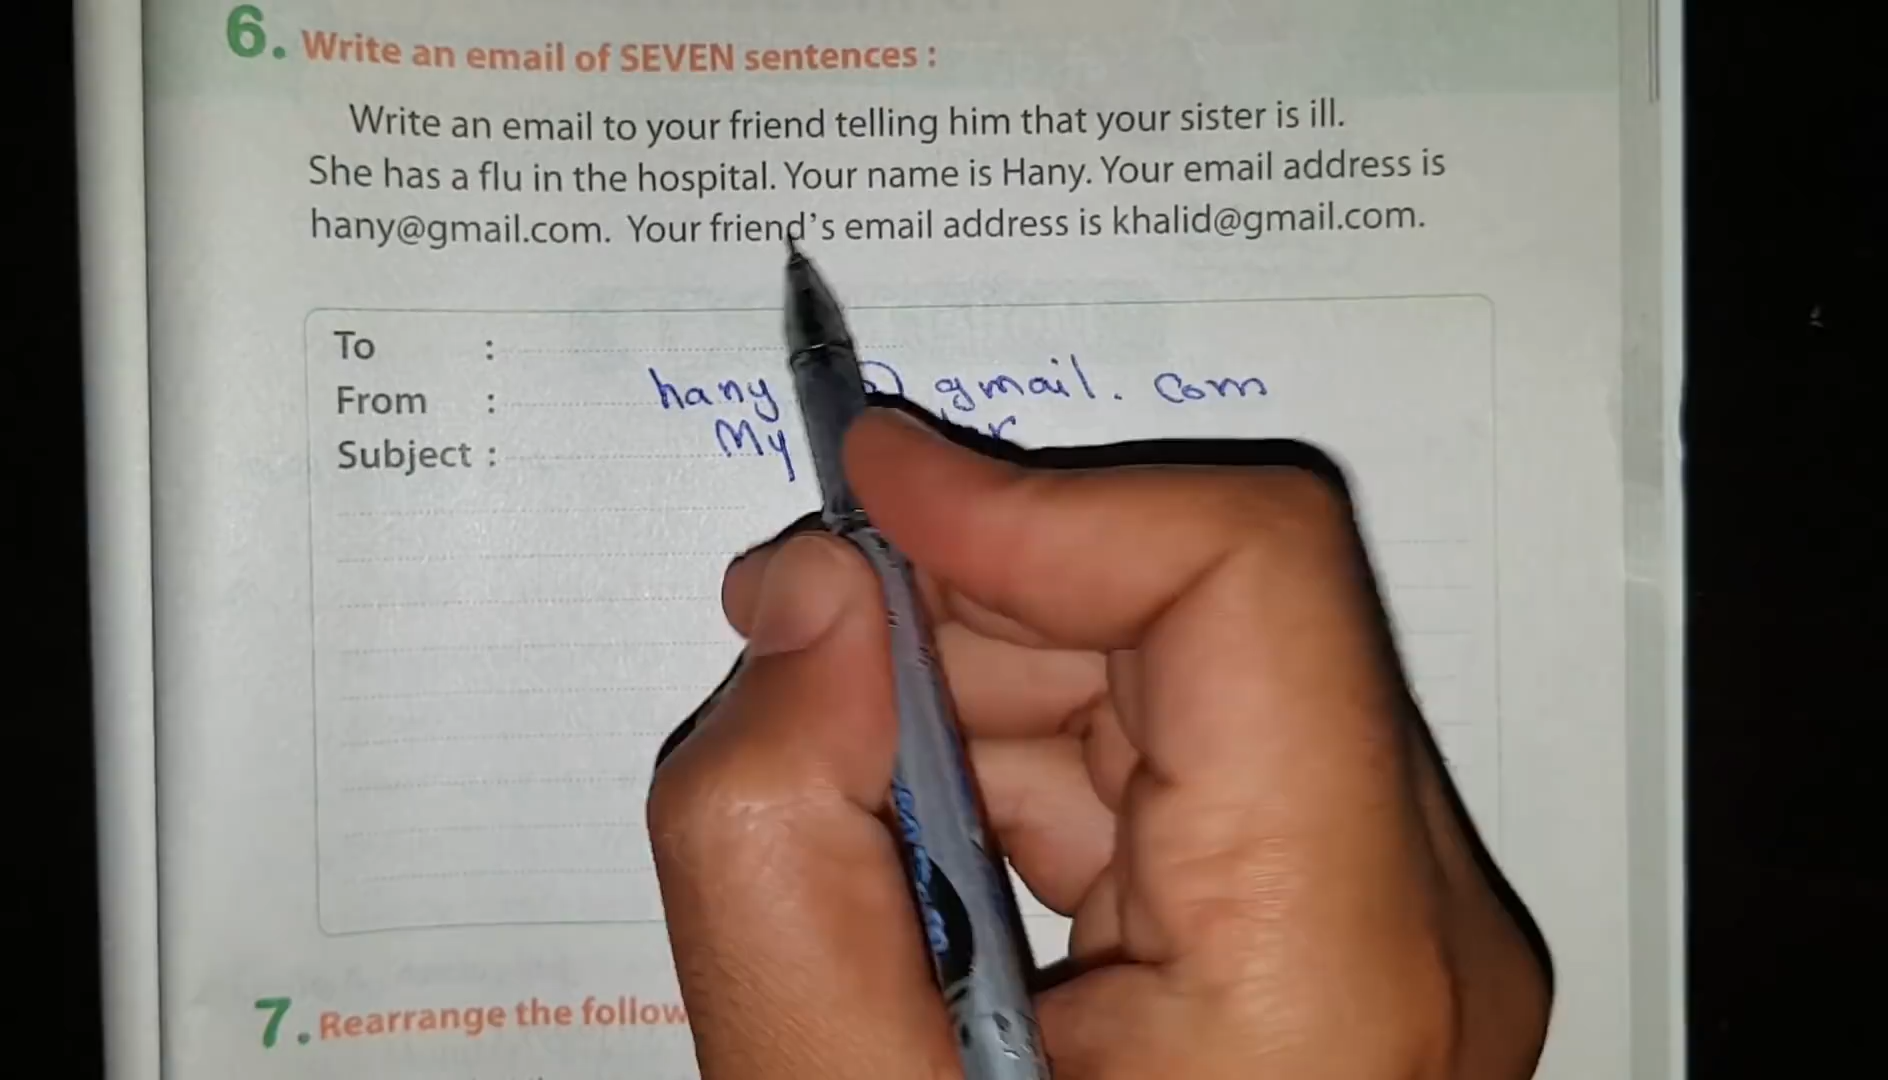 6. Write an email of SEVEN sentences :
Write an email to your friend telling him that your sister is ill.
She has a flu in the hospital. Your name is Hany. Your email address is
hany@gmail.com. Your friend's email address is khalid@gmail.com.
To :
From : hany @ gmail. com
Subject : My
7. Rearrange the